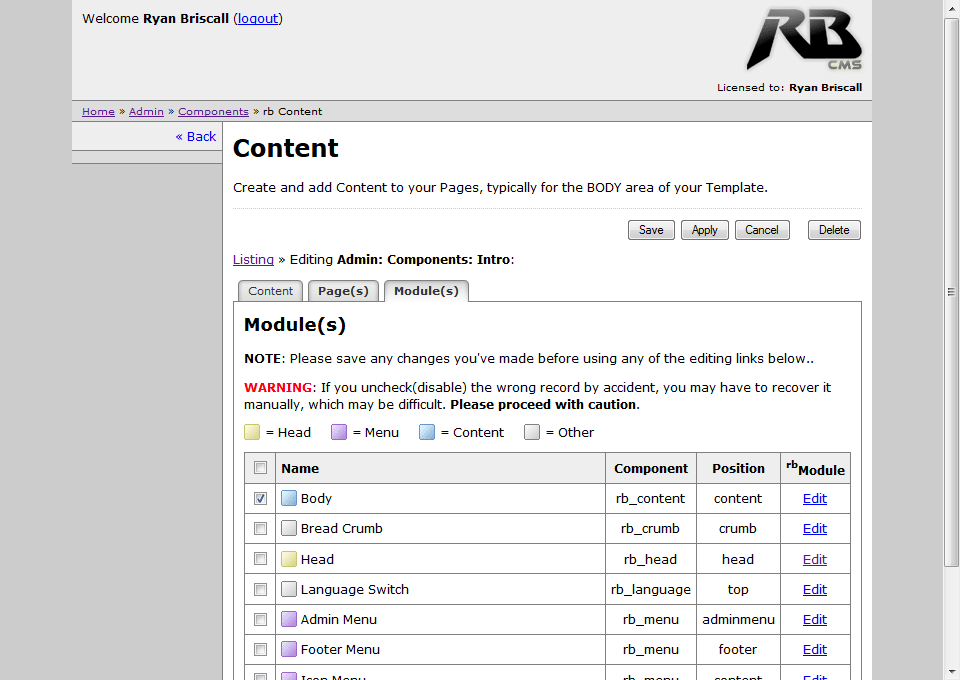 Welcome Ryan Briscall (logout)
RB
CMS
Licensed to: Ryan Briscall
Home » Admin » Components » rb Content
« Back
Content
Create and add Content to your Pages, typically for the BODY area of your Template.
Save Apply Cancel Delete
Listing » Editing Admin: Components: Intro:
Content Page(s) Module(s)
Module(s)
NOTE: Please save any changes you've made before using any of the editing links below..
WARNING: If you uncheck(disable) the wrong record by accident, you may have to recover it
manually, which may be difficult. Please proceed with caution.
= Head = Menu = Content = Other
Name Component Position rbModule
Body rb_content content Edit
Bread Crumb rb_crumb crumb Edit
Head rb_head head Edit
Language Switch rb_language top Edit
Admin Menu rb_menu adminmenu Edit
Footer Menu rb_menu footer Edit
Icon Menu rb_menu content Edit